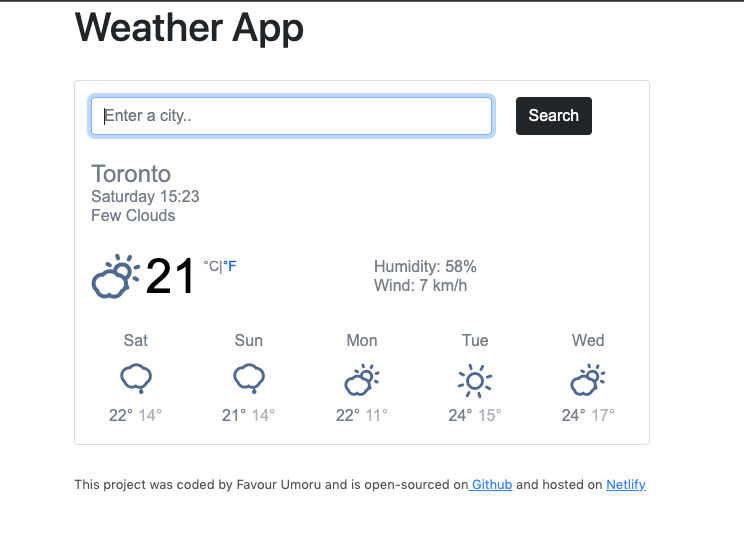 Weather App
Enter a city..
Search
Toronto
Saturday 15:23
Few Clouds
21 °C|°F
Humidity: 58%
Wind: 7 km/h
Sat Sun Mon Tue Wed
22° 14° 21° 14° 22° 11° 24° 15° 24° 17°
This project was coded by Favour Umoru and is open-sourced on Github and hosted on Netlify